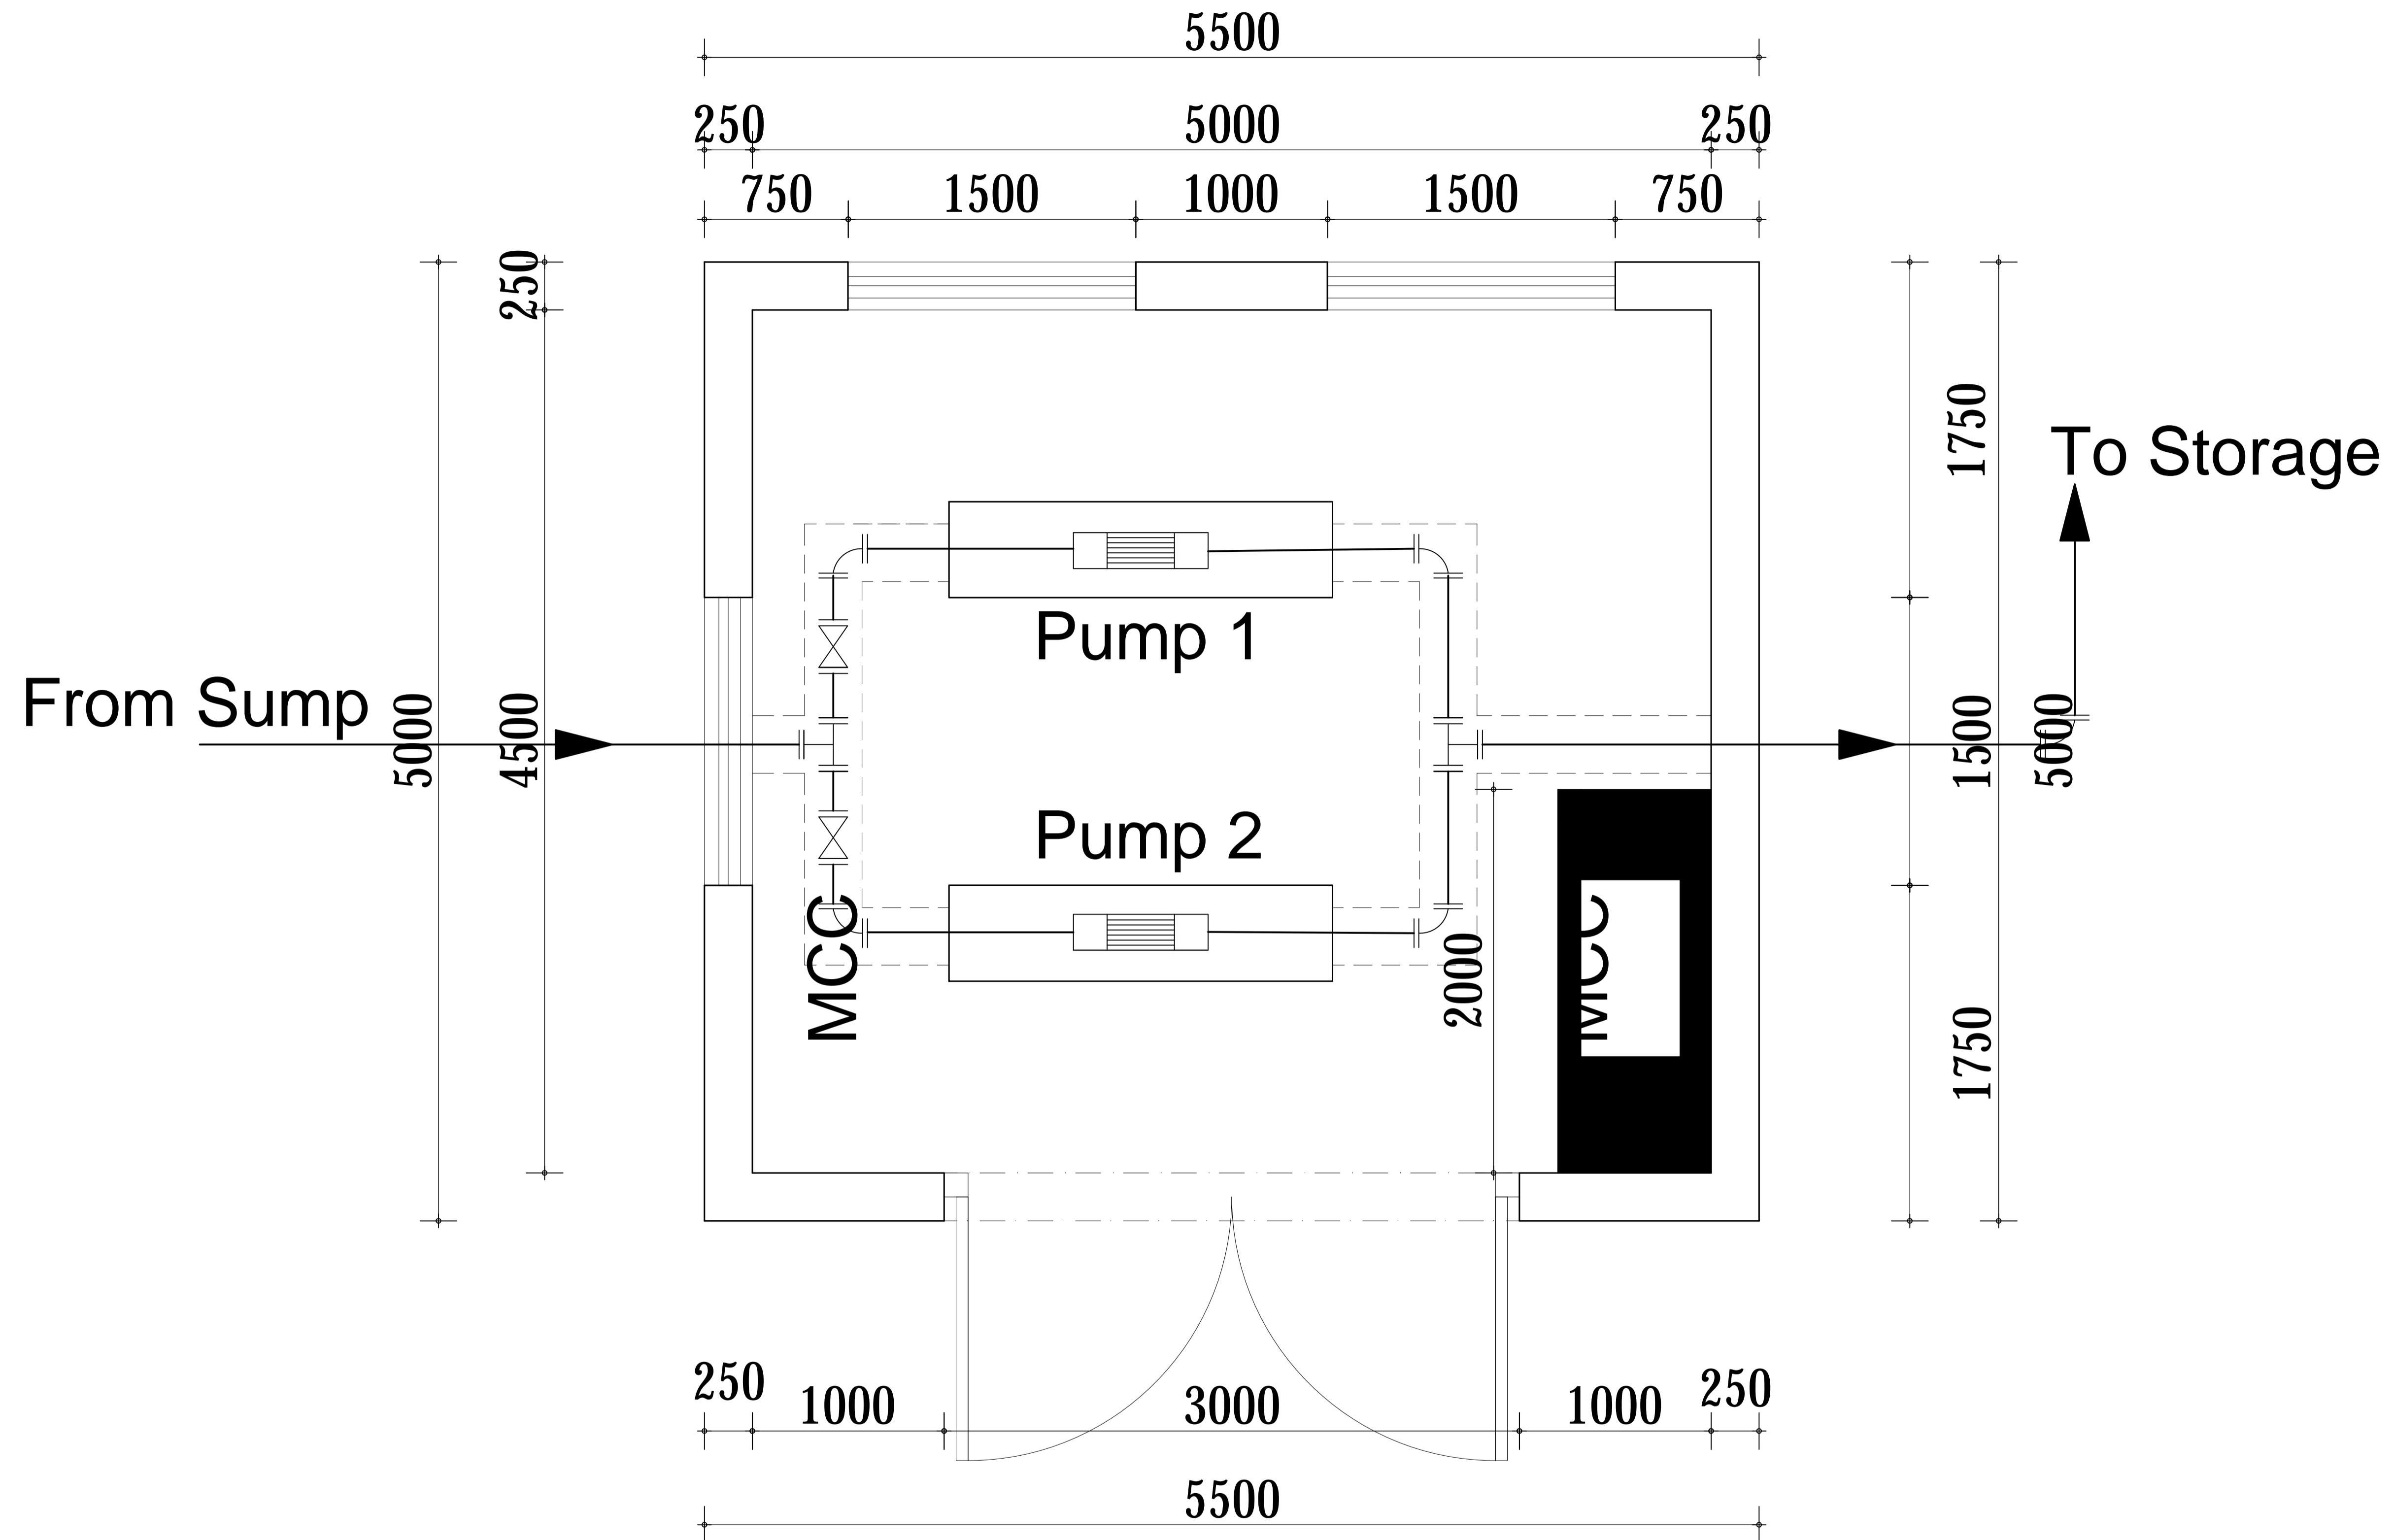 5500
250 5000 250
750 1500 1000 1500 750
250
1750
To Storage
Pump 1
From Sump
5000
4500
1500
5000
Pump 2
MCC
2000
MCC
1750
250 1000 3000 1000 250
5500